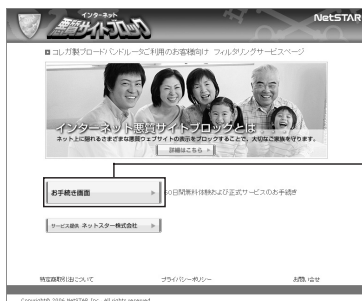 インターネット
悪質サイトブロック
NetSTAR
■コレガ製ブロードバンドルータご利用のお客様向け フィルタリングサービスページ
インターネット悪質サイトブロックとは
ネット上に隠れるさまざまな悪質ウェブサイトの表示をブロックすることで、大切なご家族を守ります。
詳細はこちら
お手続き画面
60日間無料体験および正式サービスのお手続き
サービス提供 ネットスター株式会社
特定商取引法について
プライバシーポリシー
お問い合せ
Copyright© 2006 NetSTAR Inc. All rights reserved.